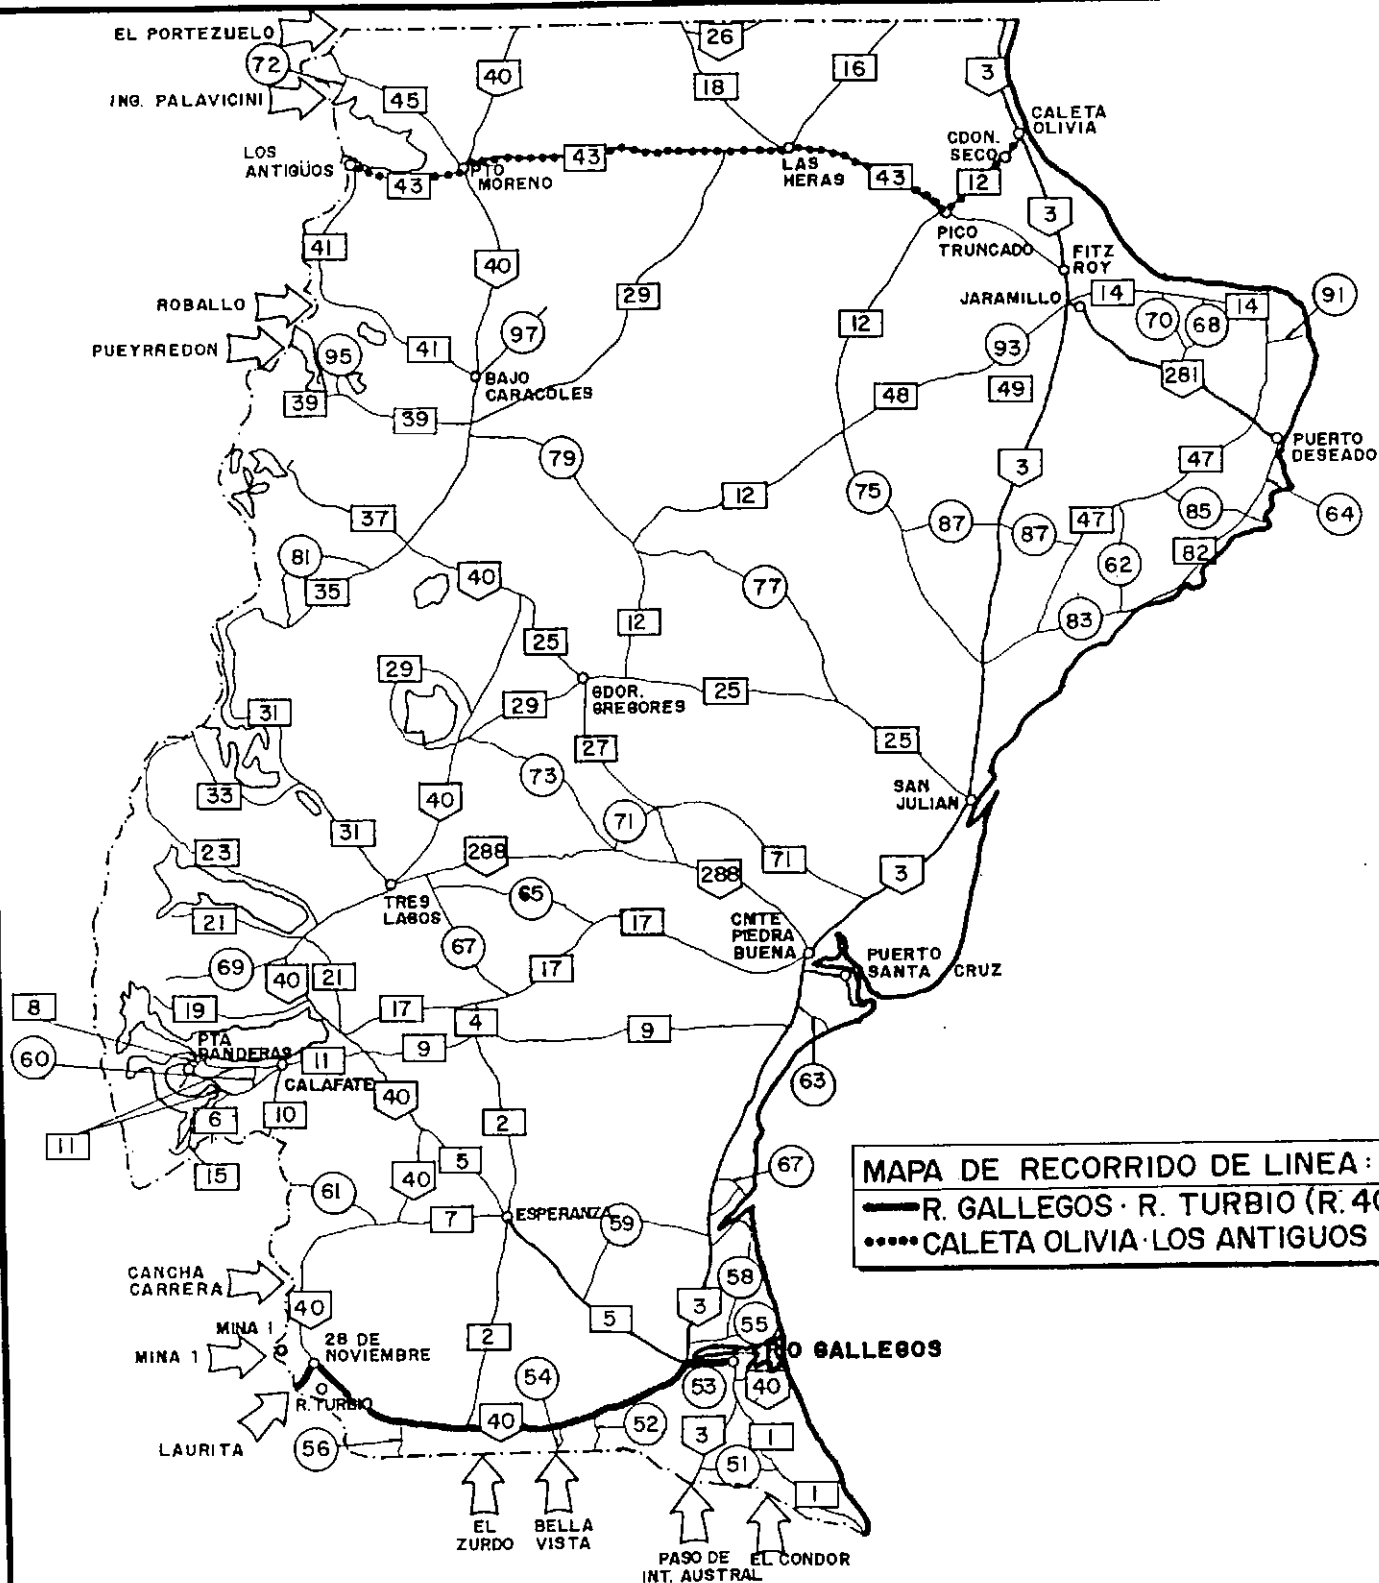 EL PORTEZUELO
72
26
40
16
3
18
ING. PALAVICINI
45
CALETA
OLIVIA
CDON.
SECO
LOS
ANTIGÜOS
43
PTO
MORENO
43
LAS
HERAS
43
12
3
PICO
TRUNCADO
FITZ
ROY
41
40
29
ROBALLO
JARAMILLO
14
14
91
12
70
68
97
PUEYRREDON
95
41
93
BAJO
CARACOLES
281
39
39
48
49
PUERTO
DESEADO
79
3
47
12
75
85
64
37
87
87
47
81
82
40
62
35
77
12
83
25
29
GDOR.
GREGORES
29
25
31
27
25
73
SAN
JULIAN
33
40
71
31
23
288
71
3
288
65
TRES
LAGOS
21
17
CMTE
PIEDRA
BUENA
67
PUERTO
SANTA CRUZ
69
40
21
17
8
19
17
4
9
PTA
BANDERAS
60
11
9
CALAFATE
63
40
10
6
2
11
5
15
40
67
61
MAPA DE RECORRIDO DE LINEA:
R. GALLEGOS · R. TURBIO (R. 40
CALETA OLIVIA · LOS ANTIGUOS
7
ESPERANZA
59
CANCHA
CARRERA
58
40
3
MINA 1
5
55
MINA 1
28 DE
NOVIEMBRE
2
GALLEGOS
54
53
40
R. TURBIO
40
52
LAURITA
56
3
1
51
1
EL
ZURDO
BELLA
VISTA
PASO DE
INT. AUSTRAL
EL CONDOR